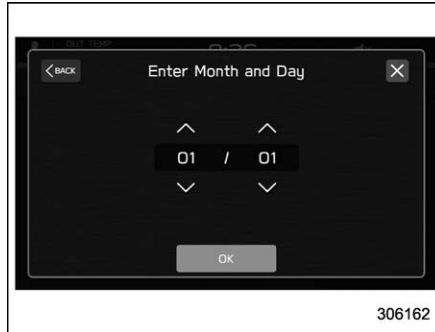 OUT TEMP
BACK
Enter Month and Day
01 / 01
OK
306162